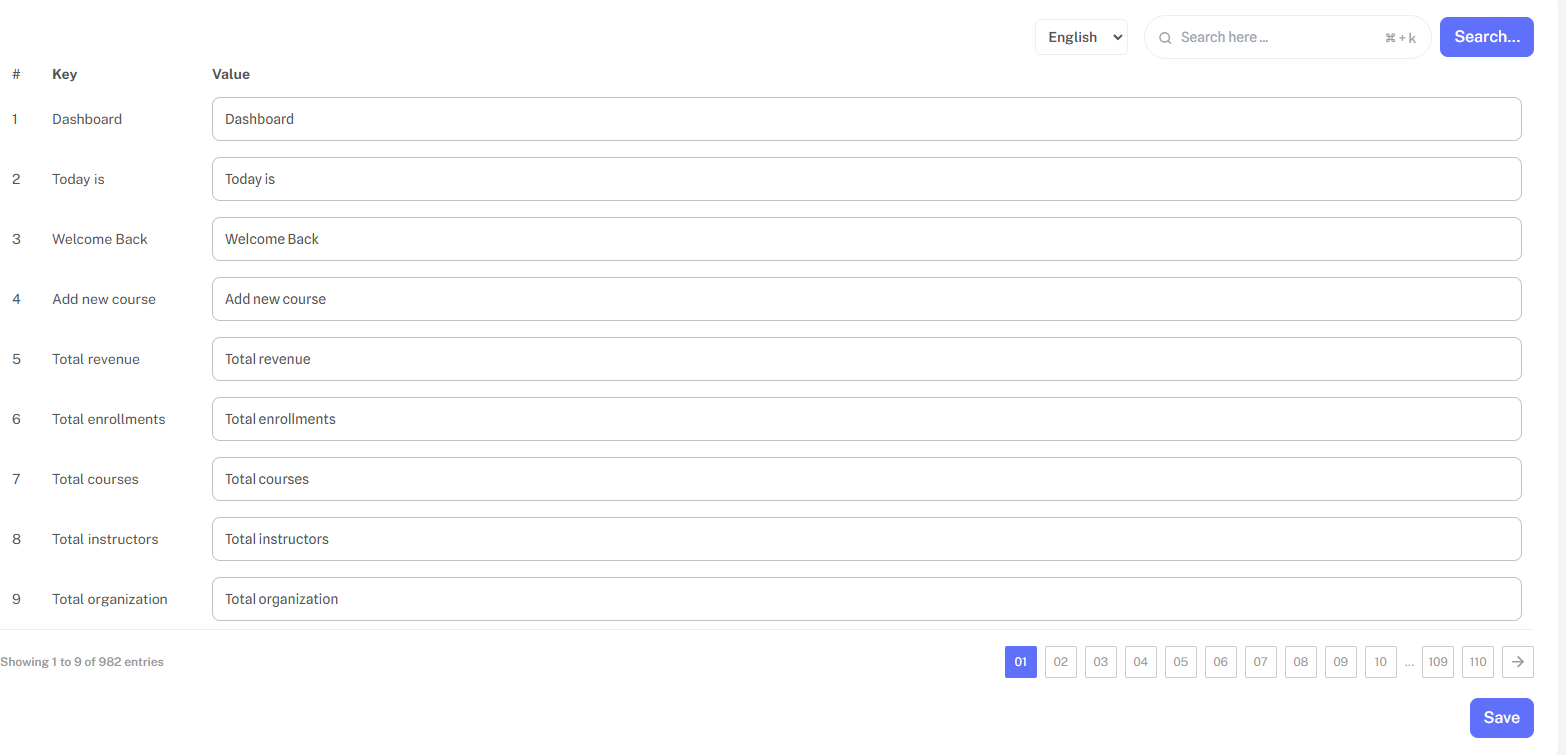 English Search here ... ⌘ + k Search...
# Key Value
1 Dashboard Dashboard
2 Today is Today is
3 Welcome Back Welcome Back
4 Add new course Add new course
5 Total revenue Total revenue
6 Total enrollments Total enrollments
7 Total courses Total courses
8 Total instructors Total instructors
9 Total organization Total organization
Showing 1 to 9 of 982 entries 01 02 03 04 05 06 07 08 09 10 ... 109 110 →
Save